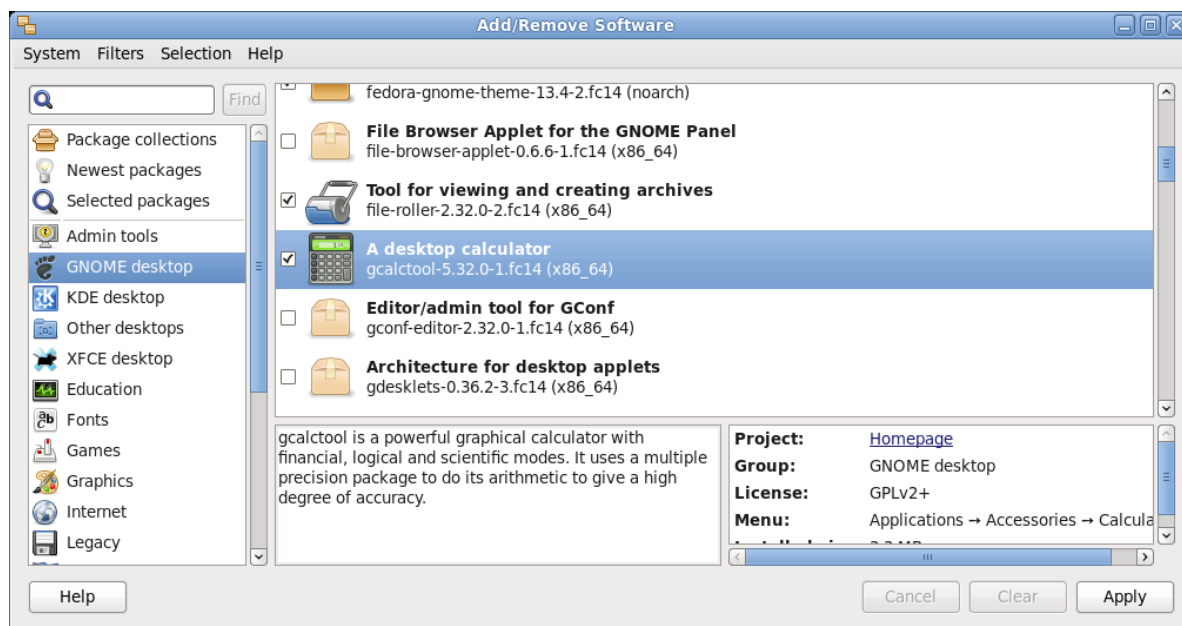 Add/Remove Software
System Filters Selection Help
Find
Package collections
Newest packages
Selected packages
Admin tools
GNOME desktop
KDE desktop
Other desktops
XFCE desktop
Education
Fonts
Games
Graphics
Internet
Legacy
fedora-gnome-theme-13.4-2.fc14 (noarch)
File Browser Applet for the GNOME Panel
file-browser-applet-0.6.6-1.fc14 (x86_64)
Tool for viewing and creating archives
file-roller-2.32.0-2.fc14 (x86_64)
A desktop calculator
gcalctool-5.32.0-1.fc14 (x86_64)
Editor/admin tool for GConf
gconf-editor-2.32.0-1.fc14 (x86_64)
Architecture for desktop applets
gdesklets-0.36.2-3.fc14 (x86_64)
gcalctool is a powerful graphical calculator with
financial, logical and scientific modes. It uses a multiple
precision package to do its arithmetic to give a high
degree of accuracy.
Project: Homepage
Group: GNOME desktop
License: GPLv2+
Menu: Applications → Accessories → Calcula
Help
Cancel
Clear
Apply